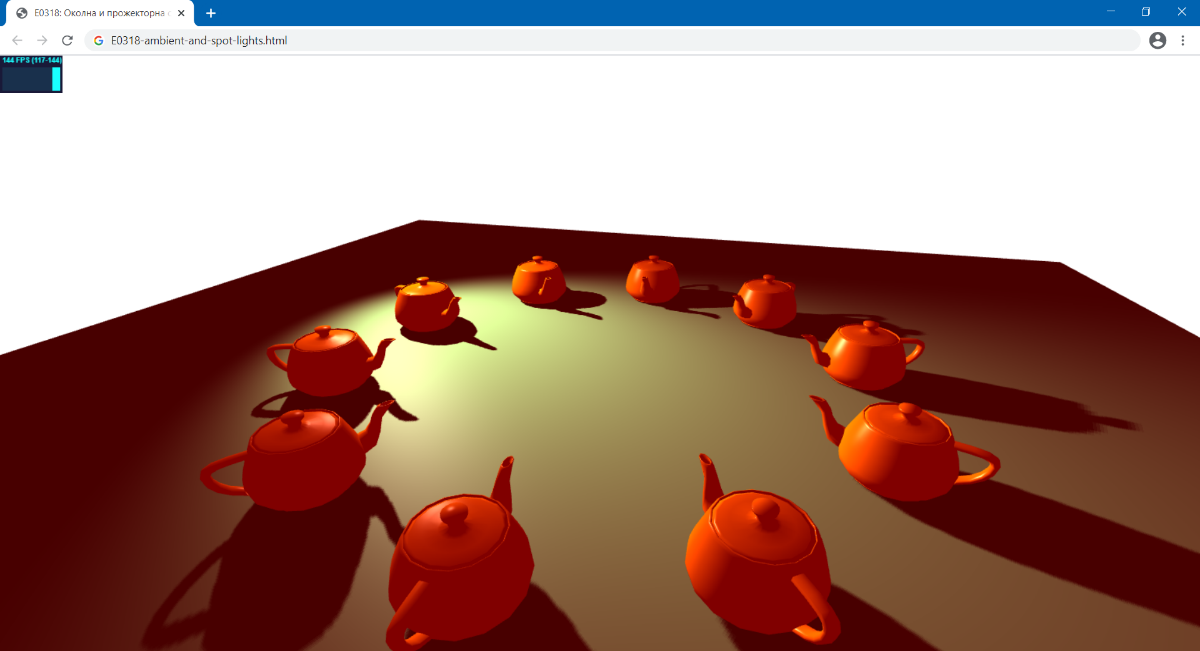 E0318: Околна и прожекторна
E0318-ambient-and-spot-lights.html
144 FPS (117-144)